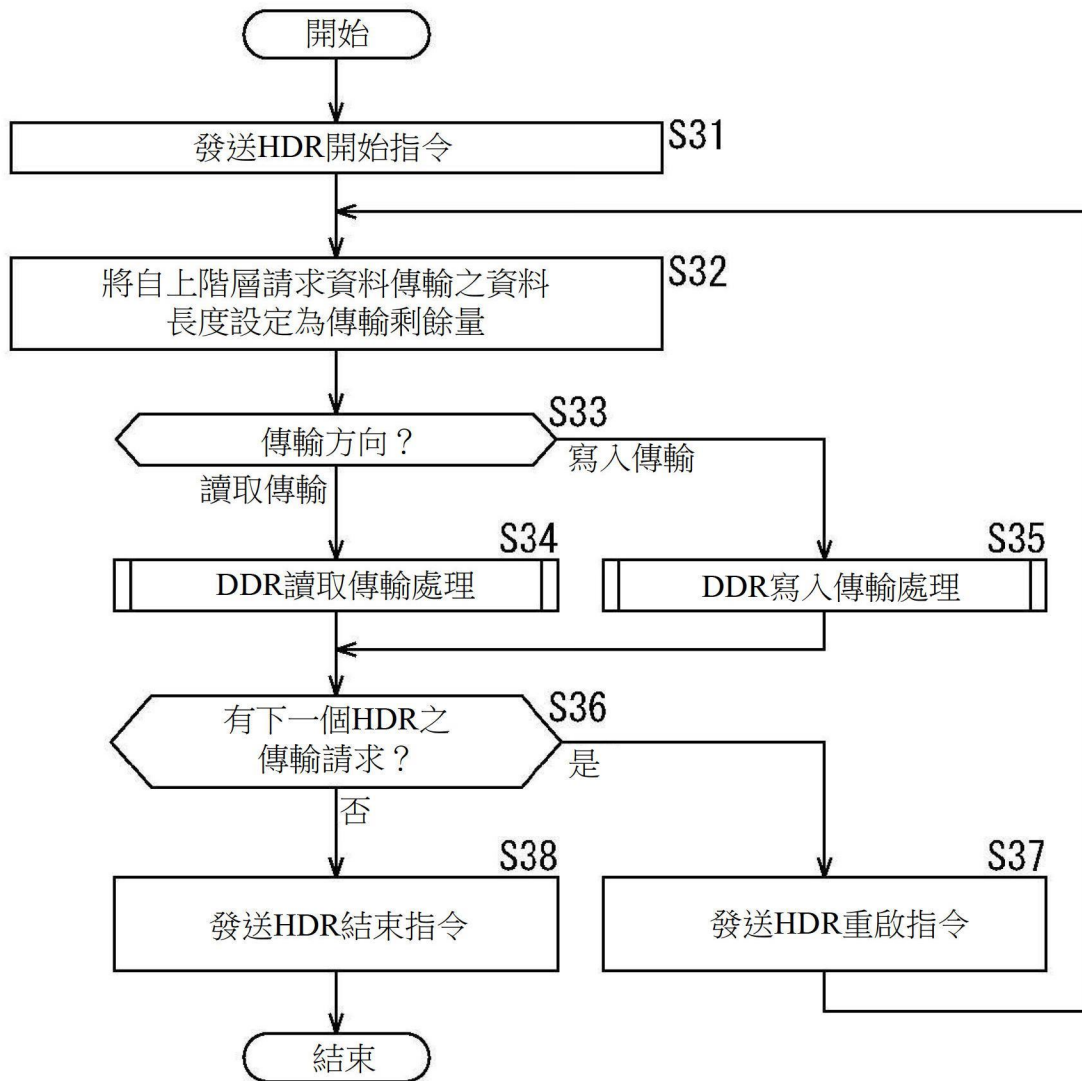 開始
發送HDR開始指令
S31
將自上階層請求資料傳輸之資料
長度設定為傳輸剩餘量
S32
傳輸方向？
S33
寫入傳輸
讀取傳輸
S34
DDR讀取傳輸處理
S35
DDR寫入傳輸處理
有下一個HDR之
傳輸請求？
S36
是
否
S38
發送HDR結束指令
S37
發送HDR重啟指令
結束